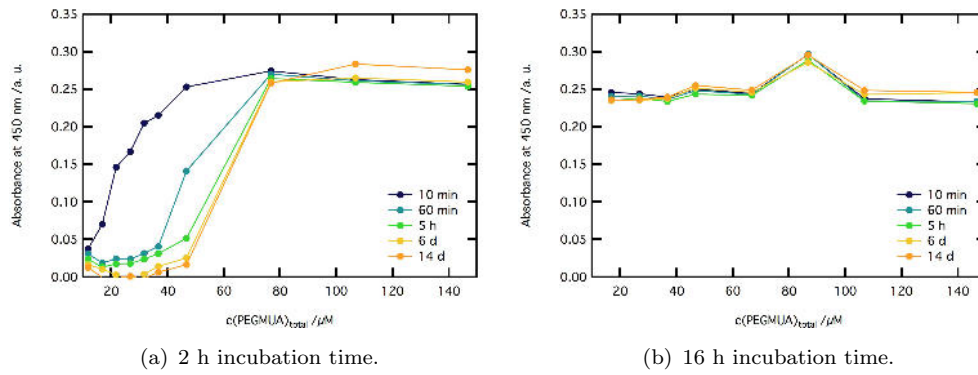 0.35
0.30
0.25
0.20
0.15
0.10
0.05
0.00
Absorbance at 450 nm /a. u.
10 min
60 min
5 h
6 d
14 d
20 40 60 80 100 120 140
c(PEGMUA)total /µM
(a) 2 h incubation time.
0.35
0.30
0.25
0.20
0.15
0.10
0.05
0.00
Absorbance at 450 nm /a. u.
10 min
60 min
5 h
6 d
14 d
20 40 60 80 100 120 140
c(PEGMUA)total /µM
(b) 16 h incubation time.